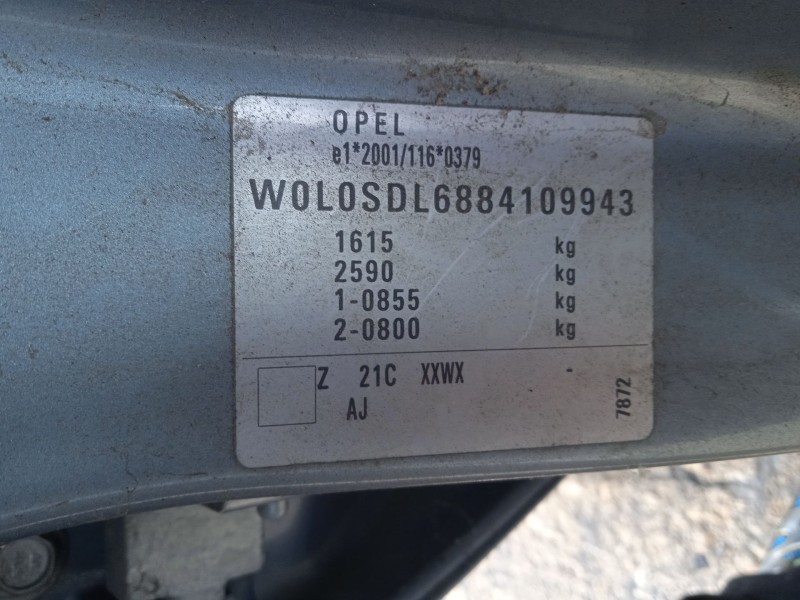 OPEL
e1*2001/116*0379
W0L0SDL6884109943
1615 kg
2590 kg
1-0855 kg
2-0800 kg
Z 21C XXWX -
AJ
7872